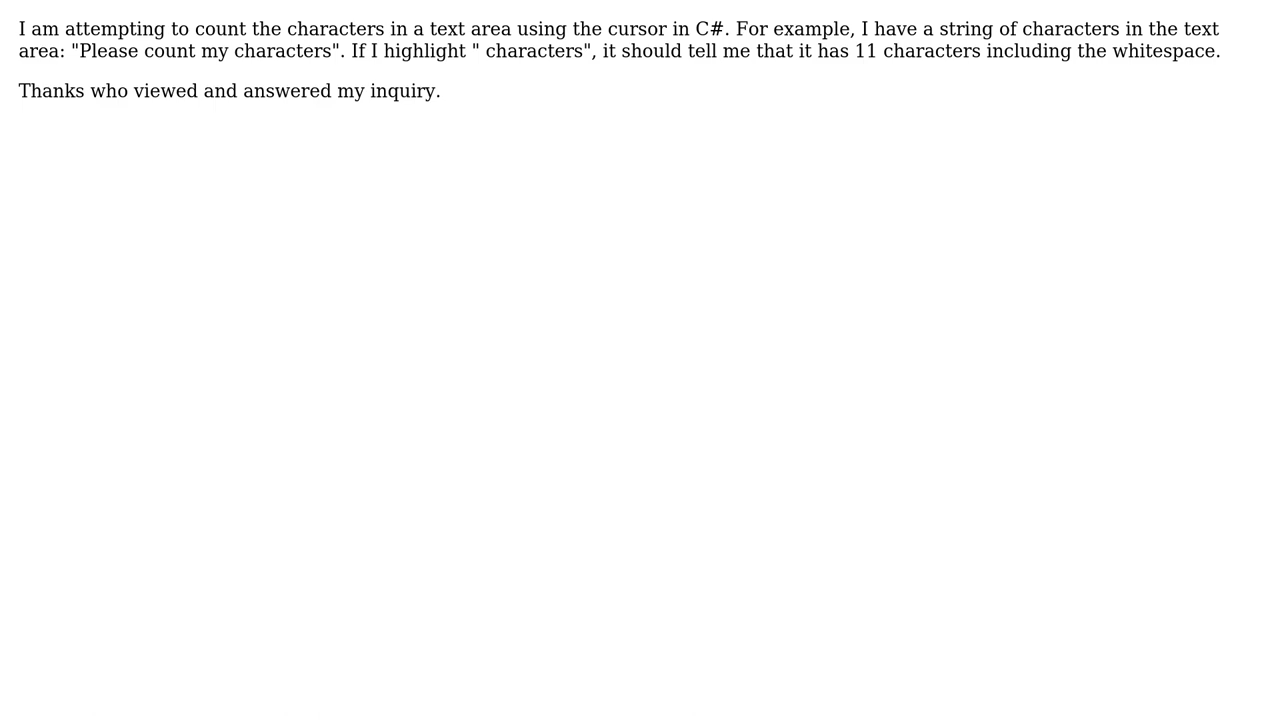 I am attempting to count the characters in a text area using the cursor in C#. For example, I have a string of characters in the text
area: "Please count my characters". If I highlight " characters", it should tell me that it has 11 characters including the whitespace.
Thanks who viewed and answered my inquiry.